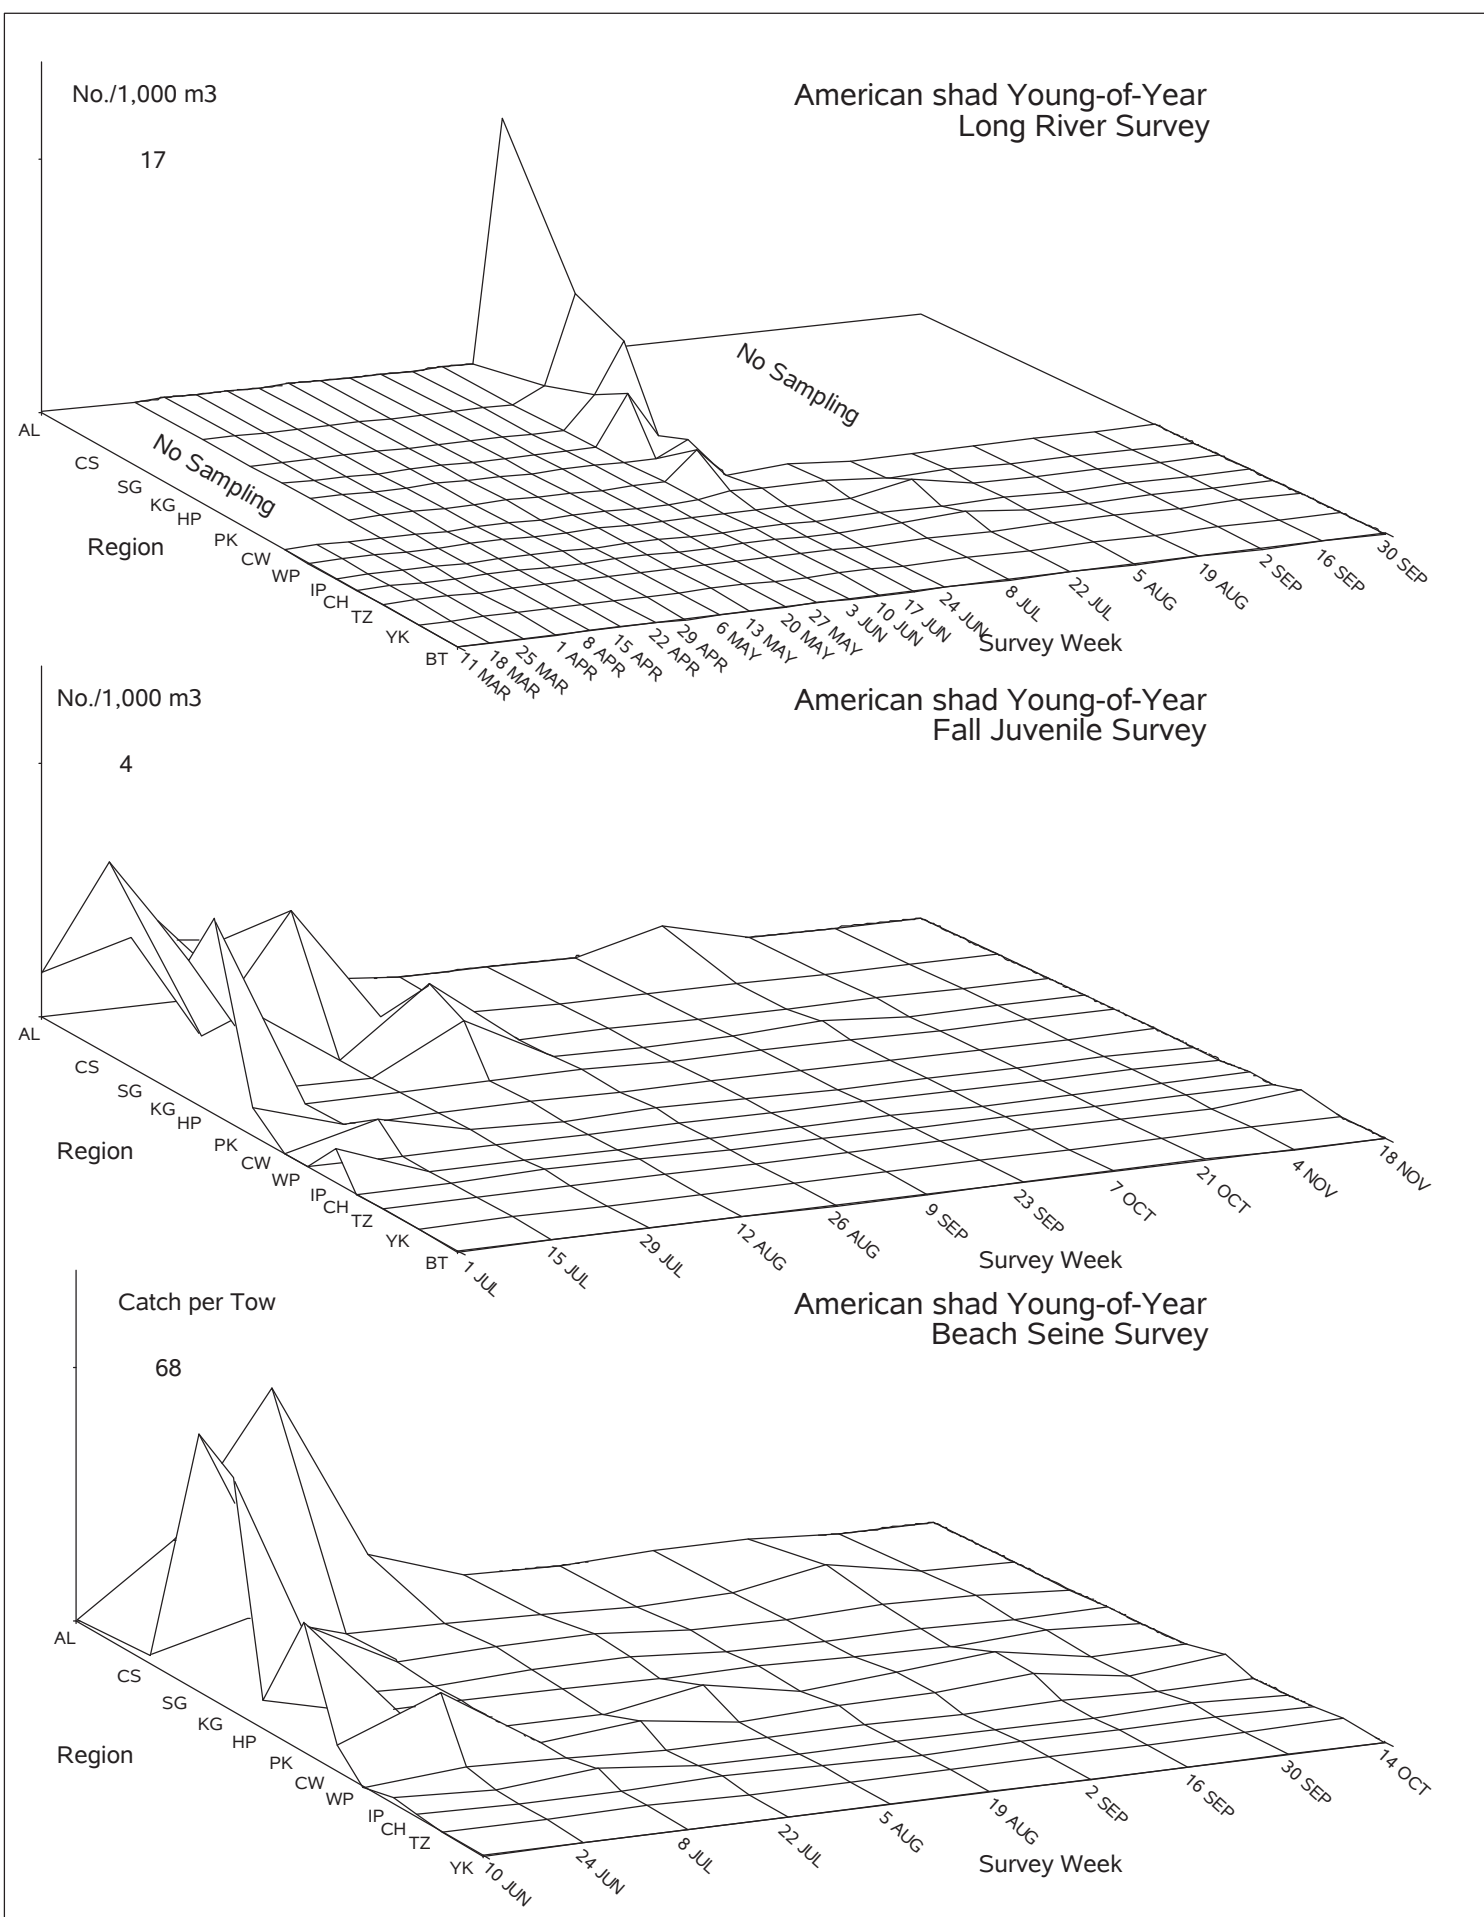 No./1,000 m3
American shad Young-of-Year
Long River Survey
17
No Sampling
No Sampling
AL
CS
SG
KG
HP
PK
CW
WP
IP
CH
TZ
YK
BT
Region
11 MAR
18 MAR
25 MAR
1 APR
8 APR
15 APR
22 APR
29 APR
6 MAY
13 MAY
20 MAY
27 MAY
3 JUN
10 JUN
17 JUN
24 JUN
8 JUL
22 JUL
5 AUG
19 AUG
2 SEP
16 SEP
30 SEP
Survey Week
No./1,000 m3
American shad Young-of-Year
Fall Juvenile Survey
4
AL
CS
SG
KG
HP
PK
CW
WP
IP
CH
TZ
YK
BT
Region
1 JUL
15 JUL
29 JUL
12 AUG
26 AUG
9 SEP
23 SEP
7 OCT
21 OCT
4 NOV
18 NOV
Survey Week
Catch per Tow
American shad Young-of-Year
Beach Seine Survey
68
AL
CS
SG
KG
HP
PK
CW
WP
IP
CH
TZ
YK
Region
10 JUN
24 JUN
8 JUL
22 JUL
5 AUG
19 AUG
2 SEP
16 SEP
30 SEP
14 OCT
Survey Week